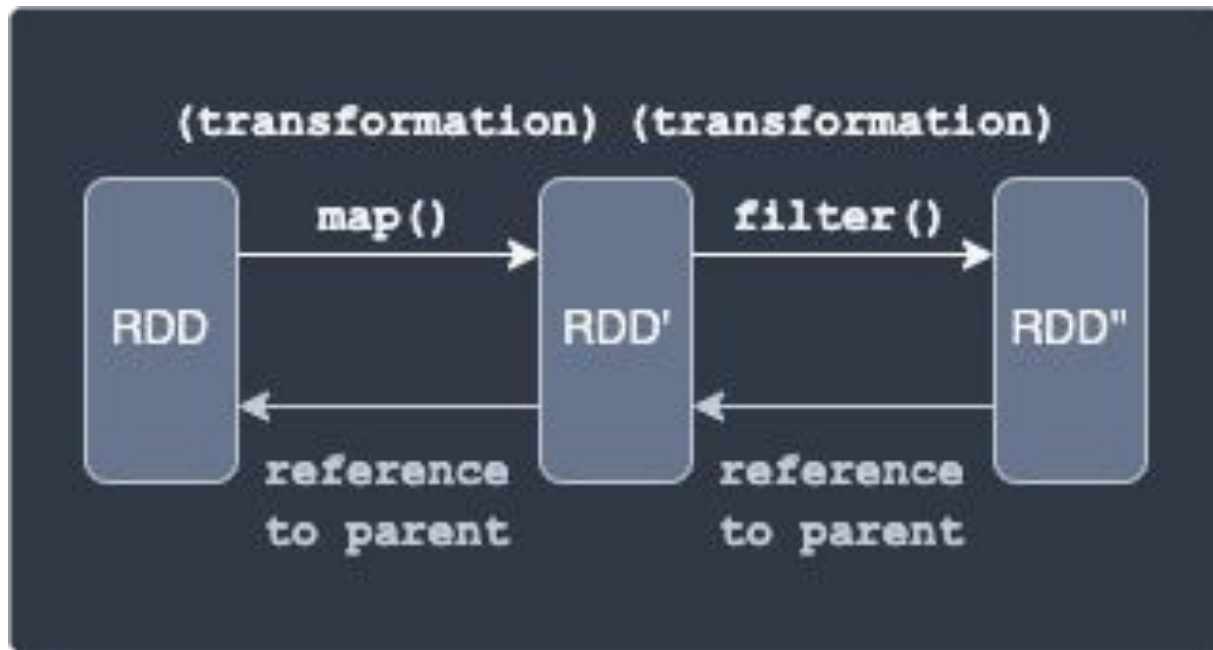 (transformation) (transformation)
map() filter()
RDD RDD' RDD"
reference reference
to parent to parent